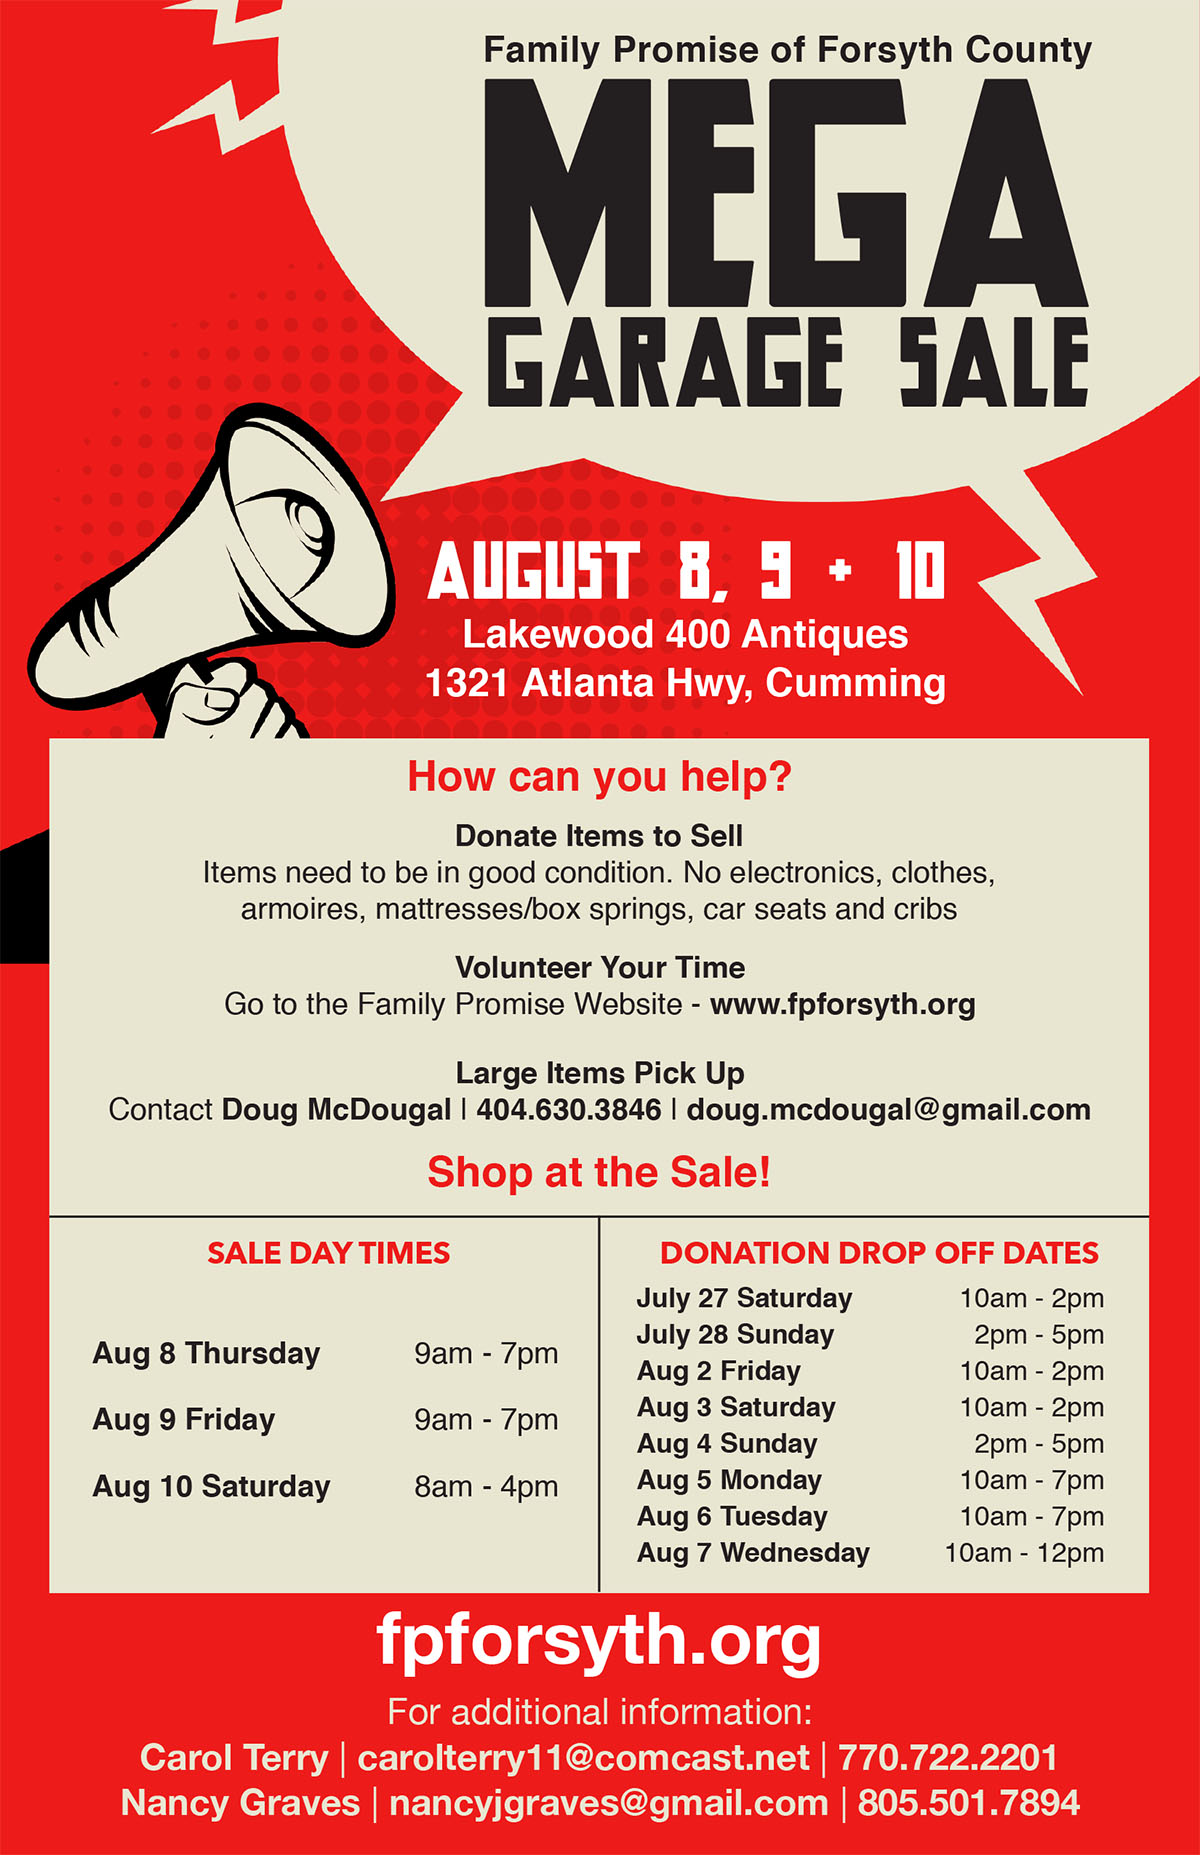 Family Promise of Forsyth County
MEGA
GARAGE SALE
AUGUST 8, 9 + 10
Lakewood 400 Antiques
1321 Atlanta Hwy, Cumming
How can you help?
Donate Items to Sell
Items need to be in good condition. No electronics, clothes,
armoires, mattresses/box springs, car seats and cribs
Volunteer Your Time
Go to the Family Promise Website - www.fpforsyth.org
Large Items Pick Up
Contact Doug McDougal | 404.630.3846 | doug.mcdougal@gmail.com
Shop at the Sale!
SALE DAY TIMES
Aug 8 Thursday 9am - 7pm
Aug 9 Friday 9am - 7pm
Aug 10 Saturday 8am - 4pm
DONATION DROP OFF DATES
July 27 Saturday 10am - 2pm
July 28 Sunday 2pm - 5pm
Aug 2 Friday 10am - 2pm
Aug 3 Saturday 10am - 2pm
Aug 4 Sunday 2pm - 5pm
Aug 5 Monday 10am - 7pm
Aug 6 Tuesday 10am - 7pm
Aug 7 Wednesday 10am - 12pm
fpforsyth.org
For additional information:
Carol Terry | carolterry11@comcast.net | 770.722.2201
Nancy Graves | nancyjgraves@gmail.com | 805.501.7894